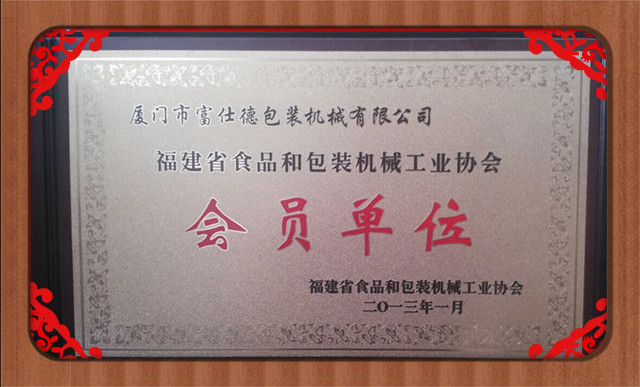 厦门市富仕德包装机械有限公司
福建省食品和包装机械工业协会
会员单位
福建省食品和包装机械工业协会
二〇一三年一月